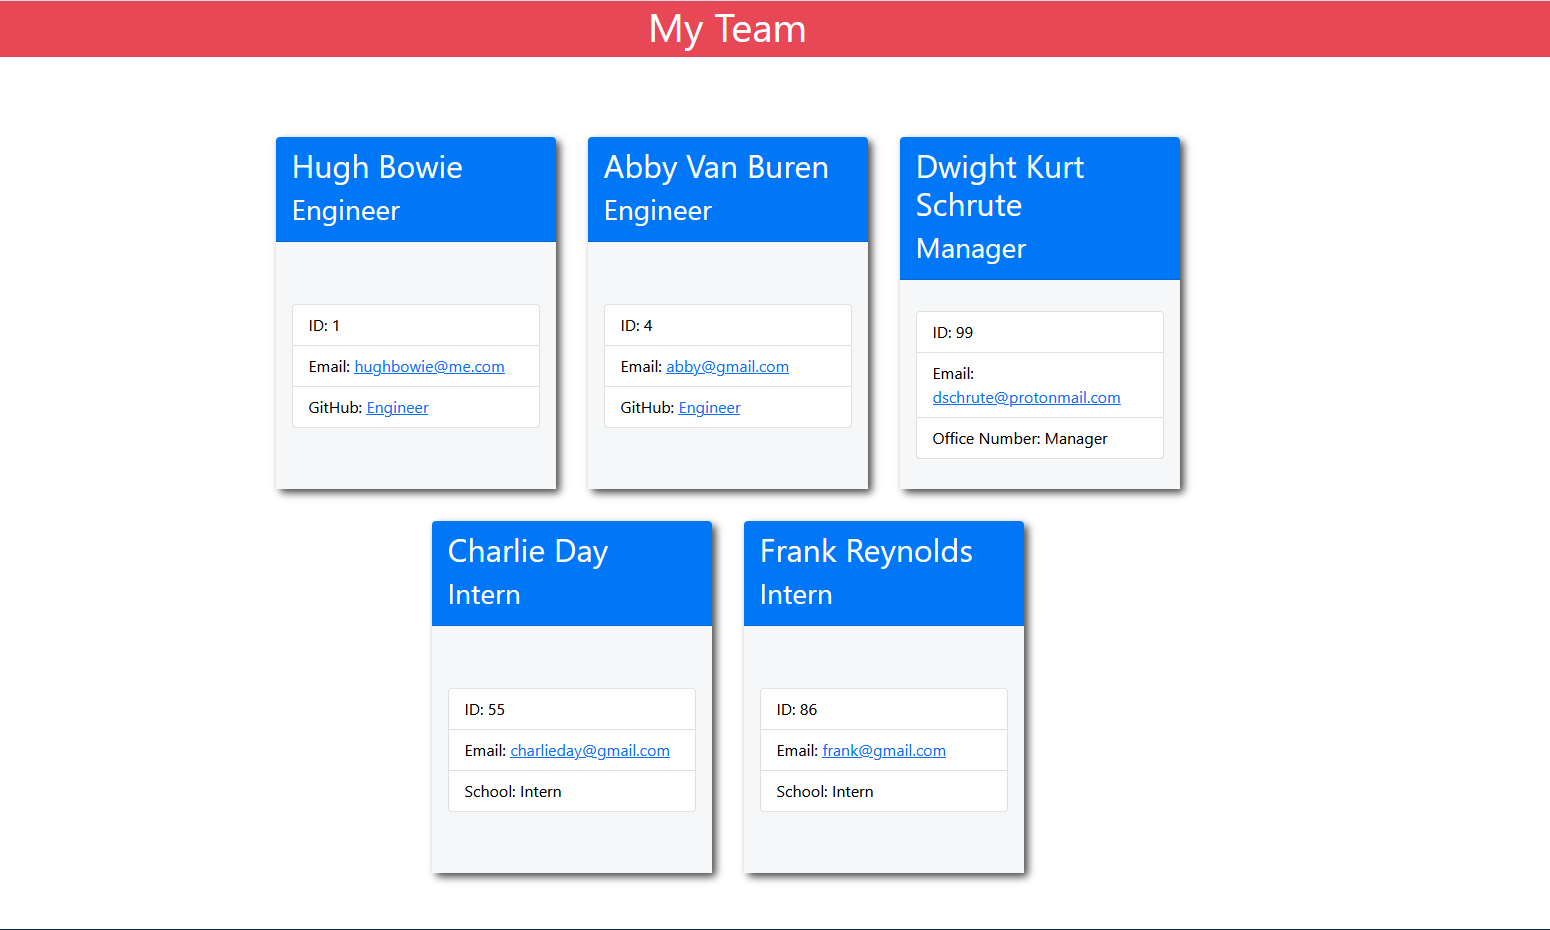 My Team
Hugh Bowie
Engineer
ID: 1
Email: hughbowie@me.com
GitHub: Engineer
Abby Van Buren
Engineer
ID: 4
Email: abby@gmail.com
GitHub: Engineer
Dwight Kurt
Schrute
Manager
ID: 99
Email:
dschrute@protonmail.com
Office Number: Manager
Charlie Day
Intern
ID: 55
Email: charlieday@gmail.com
School: Intern
Frank Reynolds
Intern
ID: 86
Email: frank@gmail.com
School: Intern